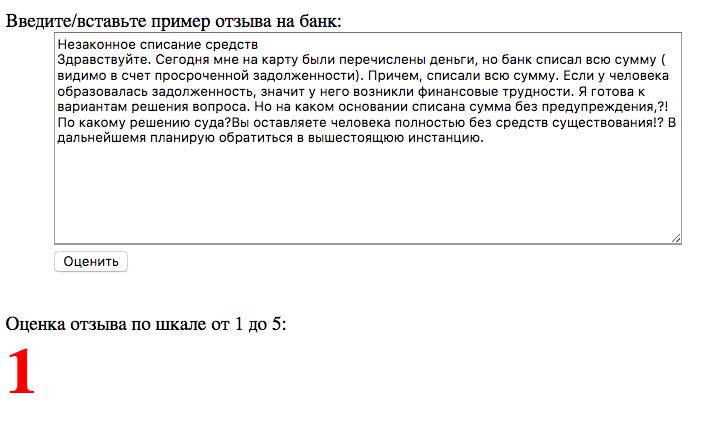 Введите/вставьте пример отзыва на банк:
Незаконное списание средств
Здравствуйте. Сегодня мне на карту были перечислены деньги, но банк списал всю сумму (
видимо в счет просроченной задолженности). Причем, списали всю сумму. Если у человека
образовалась задолженность, значит у него возникли финансовые трудности. Я готова к
вариантам решения вопроса. Но на каком основании списана сумма без предупреждения,?!
По какому решению суда?Вы оставляете человека полностью без средств существования!? В
дальнейшемя планирую обратиться в вышестоящюю инстанцию.
Оценить
Оценка отзыва по шкале от 1 до 5:
1